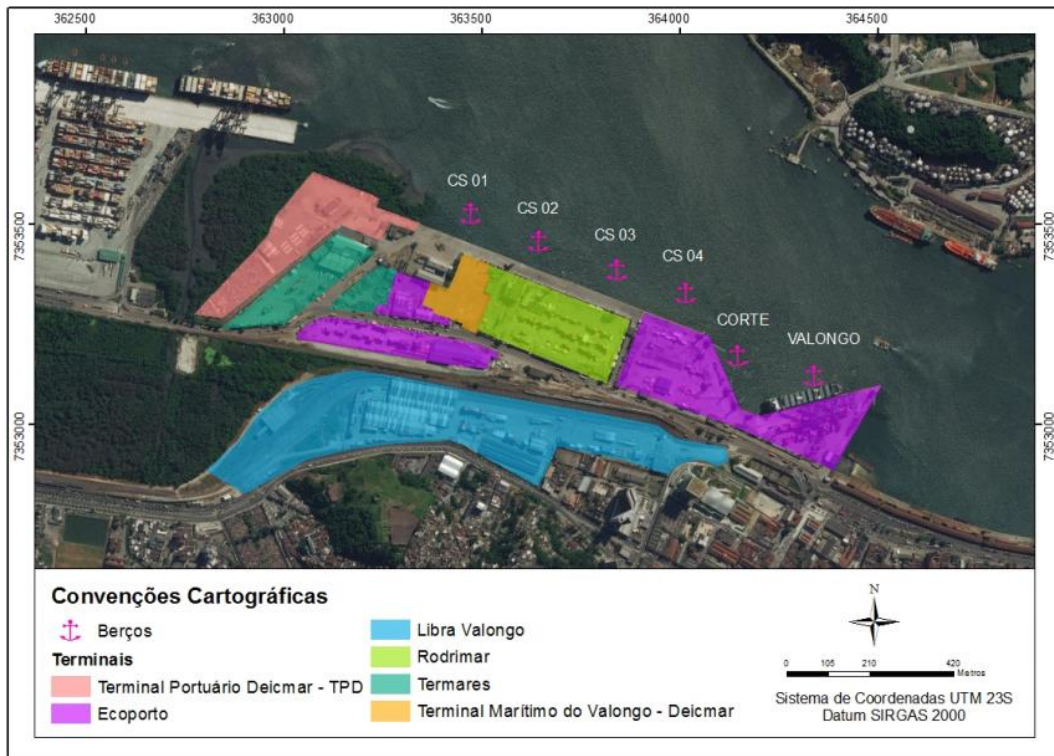 362500 363000 363500 364000 364500
7353500 7353500
7353000 7353000
CS 01
CS 02
CS 03
CS 04
CORTE
VALONGO
Convenções Cartográficas
Berços
Terminais
Terminal Portuário Deicmar - TPD
Ecoporto
Libra Valongo
Rodrimar
Termares
Terminal Marítimo do Valongo - Deicmar
N
0 105 210 420
Metros
Sistema de Coordenadas UTM 23S
Datum SIRGAS 2000